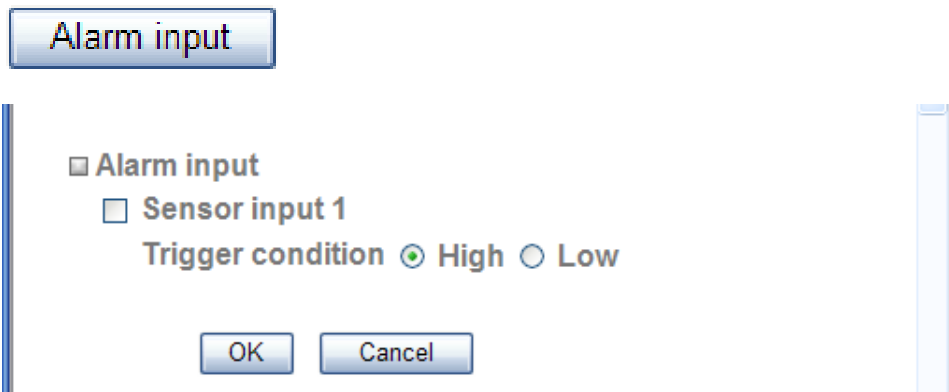 Alarm input
Alarm input
Sensor input 1
Trigger condition High Low
OK Cancel